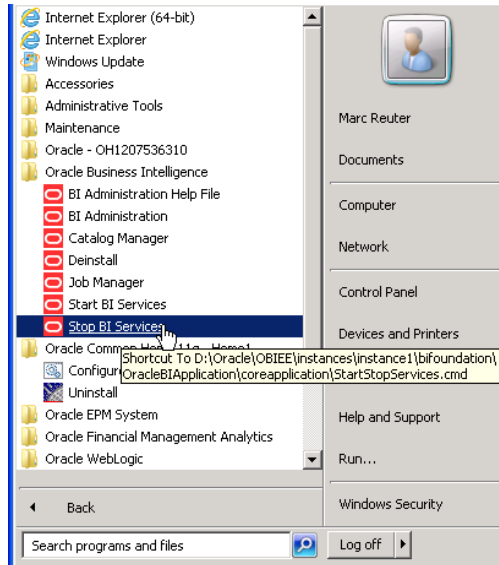 Internet Explorer (64-bit)
Internet Explorer
Windows Update
Accessories
Administrative Tools
Maintenance
Oracle - OH1207536310
Oracle Business Intelligence
BI Administration Help File
BI Administration
Catalog Manager
Deinstall
Job Manager
Start BI Services
Stop BI Services
Oracle Common Home 11g - Home1
Shortcut To D:\Oracle\OBIEE\instances\instance1\bifoundation\
OracleBIApplication\coreapplication\StartStopServices.cmd
Configur
Uninstall
Oracle EPM System
Oracle Financial Management Analytics
Oracle WebLogic
Back
Search programs and files
Marc Reuter
Documents
Computer
Network
Control Panel
Devices and Printers
Help and Support
Run...
Windows Security
Log off